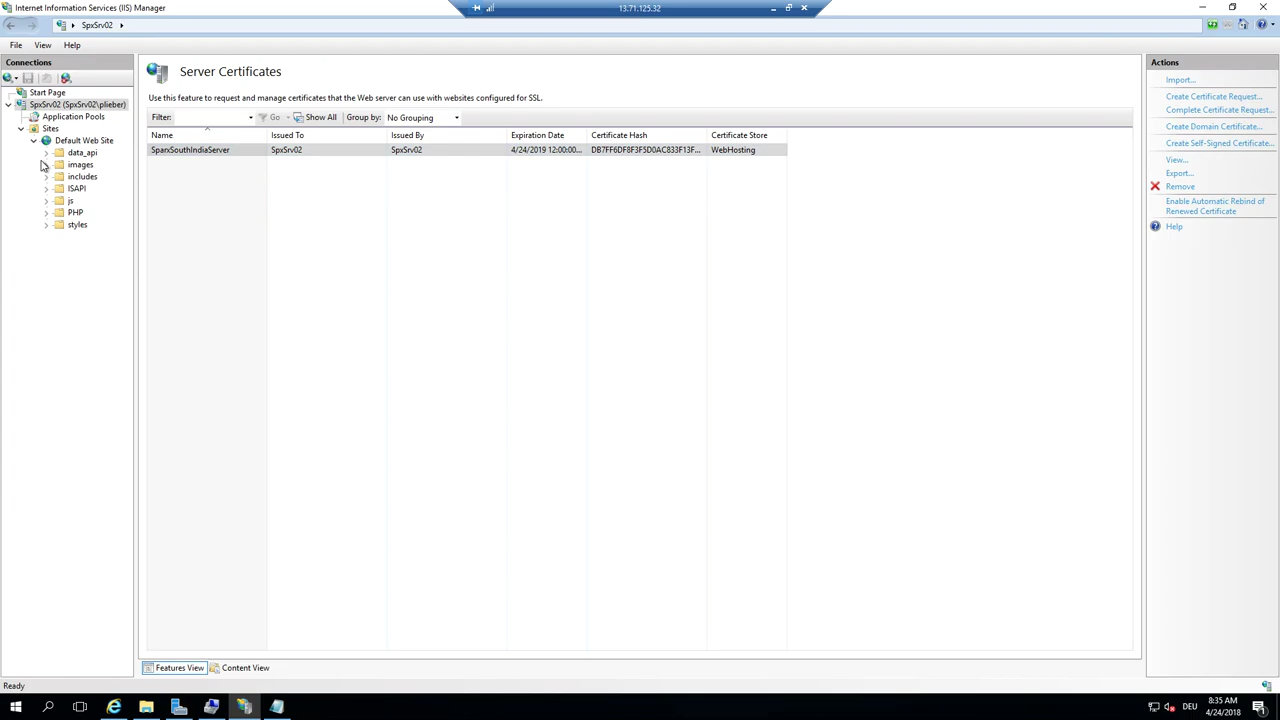 Internet Information Services (IIS) Manager
13.71.125.32
SpxSrv02
File View Help
Connections
Start Page
SpxSrv02 (SpxSrv02\plieber)
Application Pools
Sites
Default Web Site
data_api
images
includes
ISAPI
js
PHP
styles
Server Certificates
Use this feature to request and manage certificates that the Web server can use with websites configured for SSL.
Filter: Go Show All Group by: No Grouping
Name Issued To Issued By Expiration Date Certificate Hash Certificate Store
SparxSouthIndiaServer SpxSrv02 SpxSrv02 4/24/2019 12:00:00... DB7FF6DF8F3F5D0AC833F13F... WebHosting
Features View Content View
Actions
Import...
Create Certificate Request...
Complete Certificate Request...
Create Domain Certificate...
Create Self-Signed Certificate...
View...
Export...
Remove
Enable Automatic Rebind of
Renewed Certificate
Help
Ready
DEU
8:35 AM
4/24/2018
1